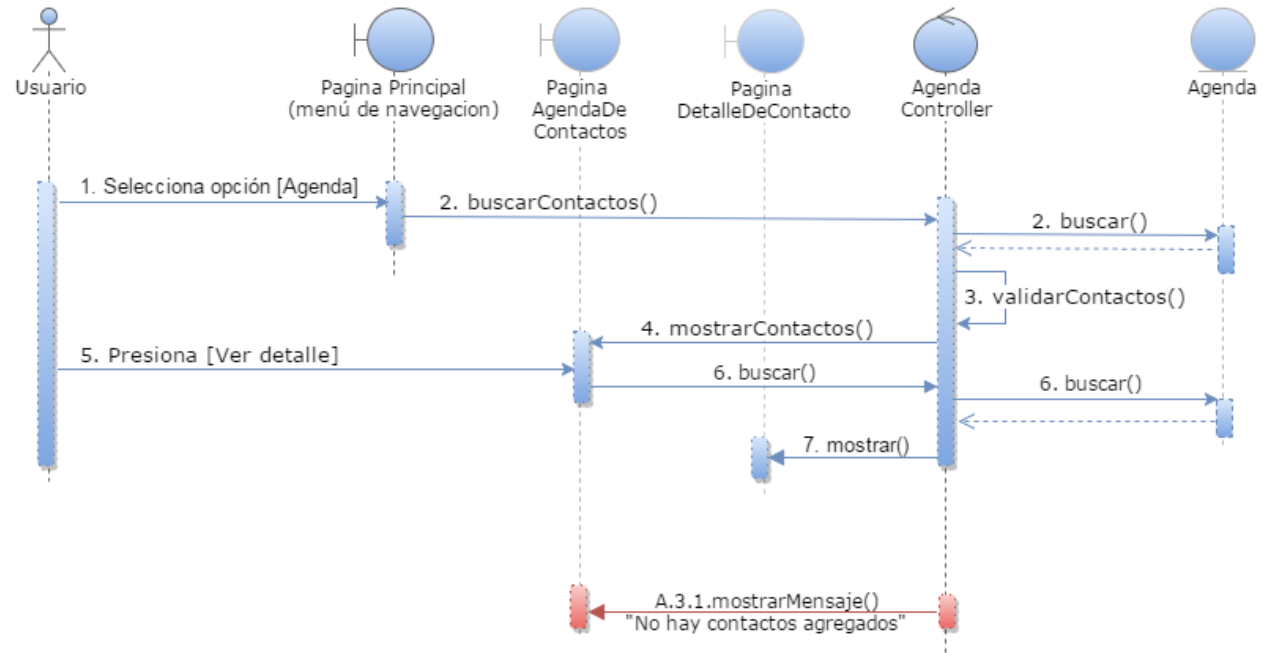 Usuario
Pagina Principal
(menú de navegacion)
Pagina
AgendaDe
Contactos
Pagina
DetalleDeContacto
Agenda
Controller
Agenda
1. Selecciona opción [Agenda]
2. buscarContactos()
2. buscar()
3. validarContactos()
4. mostrarContactos()
5. Presiona [Ver detalle]
6. buscar()
6. buscar()
7. mostrar()
A.3.1.mostrarMensaje()
"No hay contactos agregados"